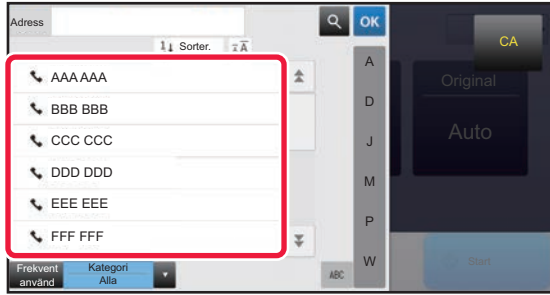 Adress
OK
CA
1↓ Sorter.
A
AAA AAA
BBB BBB
CCC CCC
DDD DDD
EEE EEE
FFF FFF
A
D
J
M
P
W
Original
Auto
Start
Frekvent
använd
Kategori
Alla
ABC